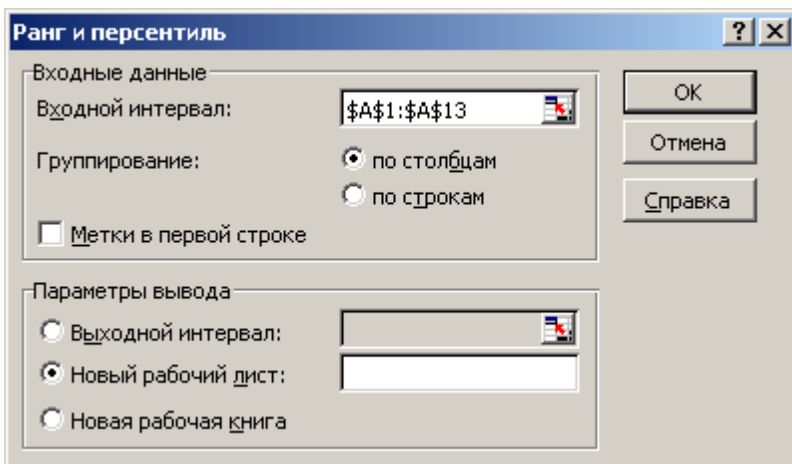 Ранг и персентиль
Входные данные
Входной интервал: $A$1:$A$13
Группирование: по столбцам
по строкам
Метки в первой строке
OK
Отмена
Справка
Параметры вывода
Выходной интервал:
Новый рабочий лист:
Новая рабочая книга